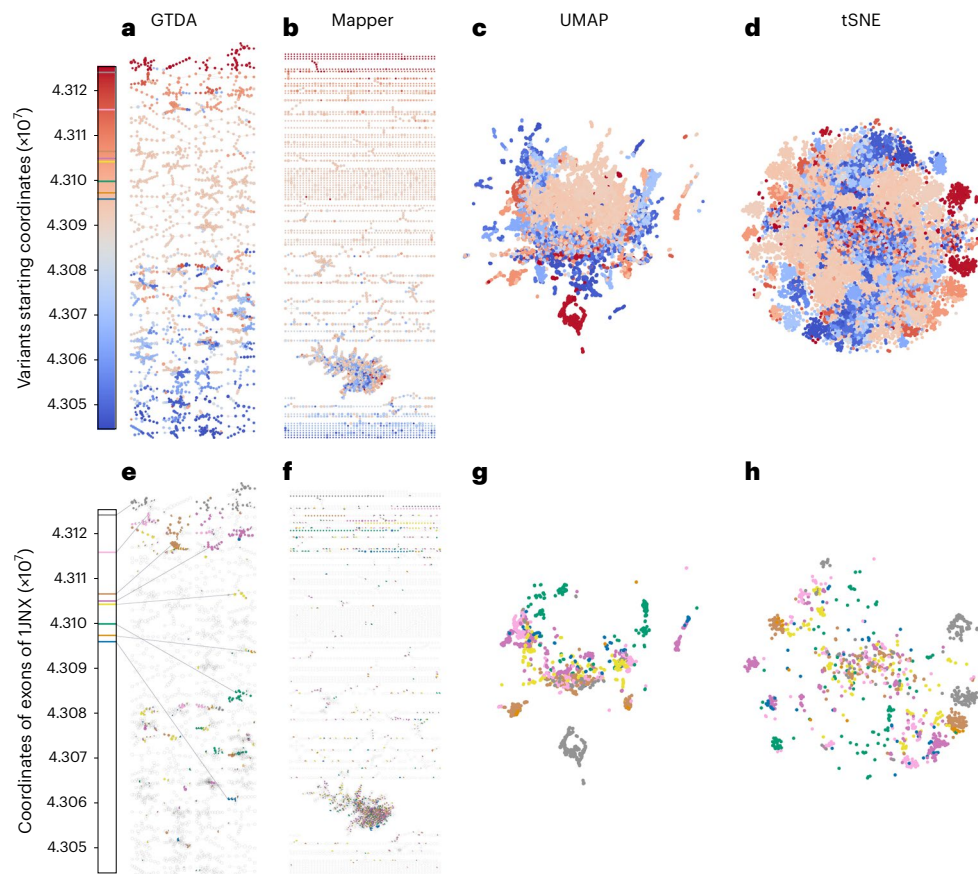 a GTDA
b Mapper
c UMAP
d tSNE
Variants starting coordinates (×10⁷)
4.312
4.311
4.310
4.309
4.308
4.307
4.306
4.305
e
f
g
h
Coordinates of exons of 1JNX (×10⁷)
4.312
4.311
4.310
4.309
4.308
4.307
4.306
4.305